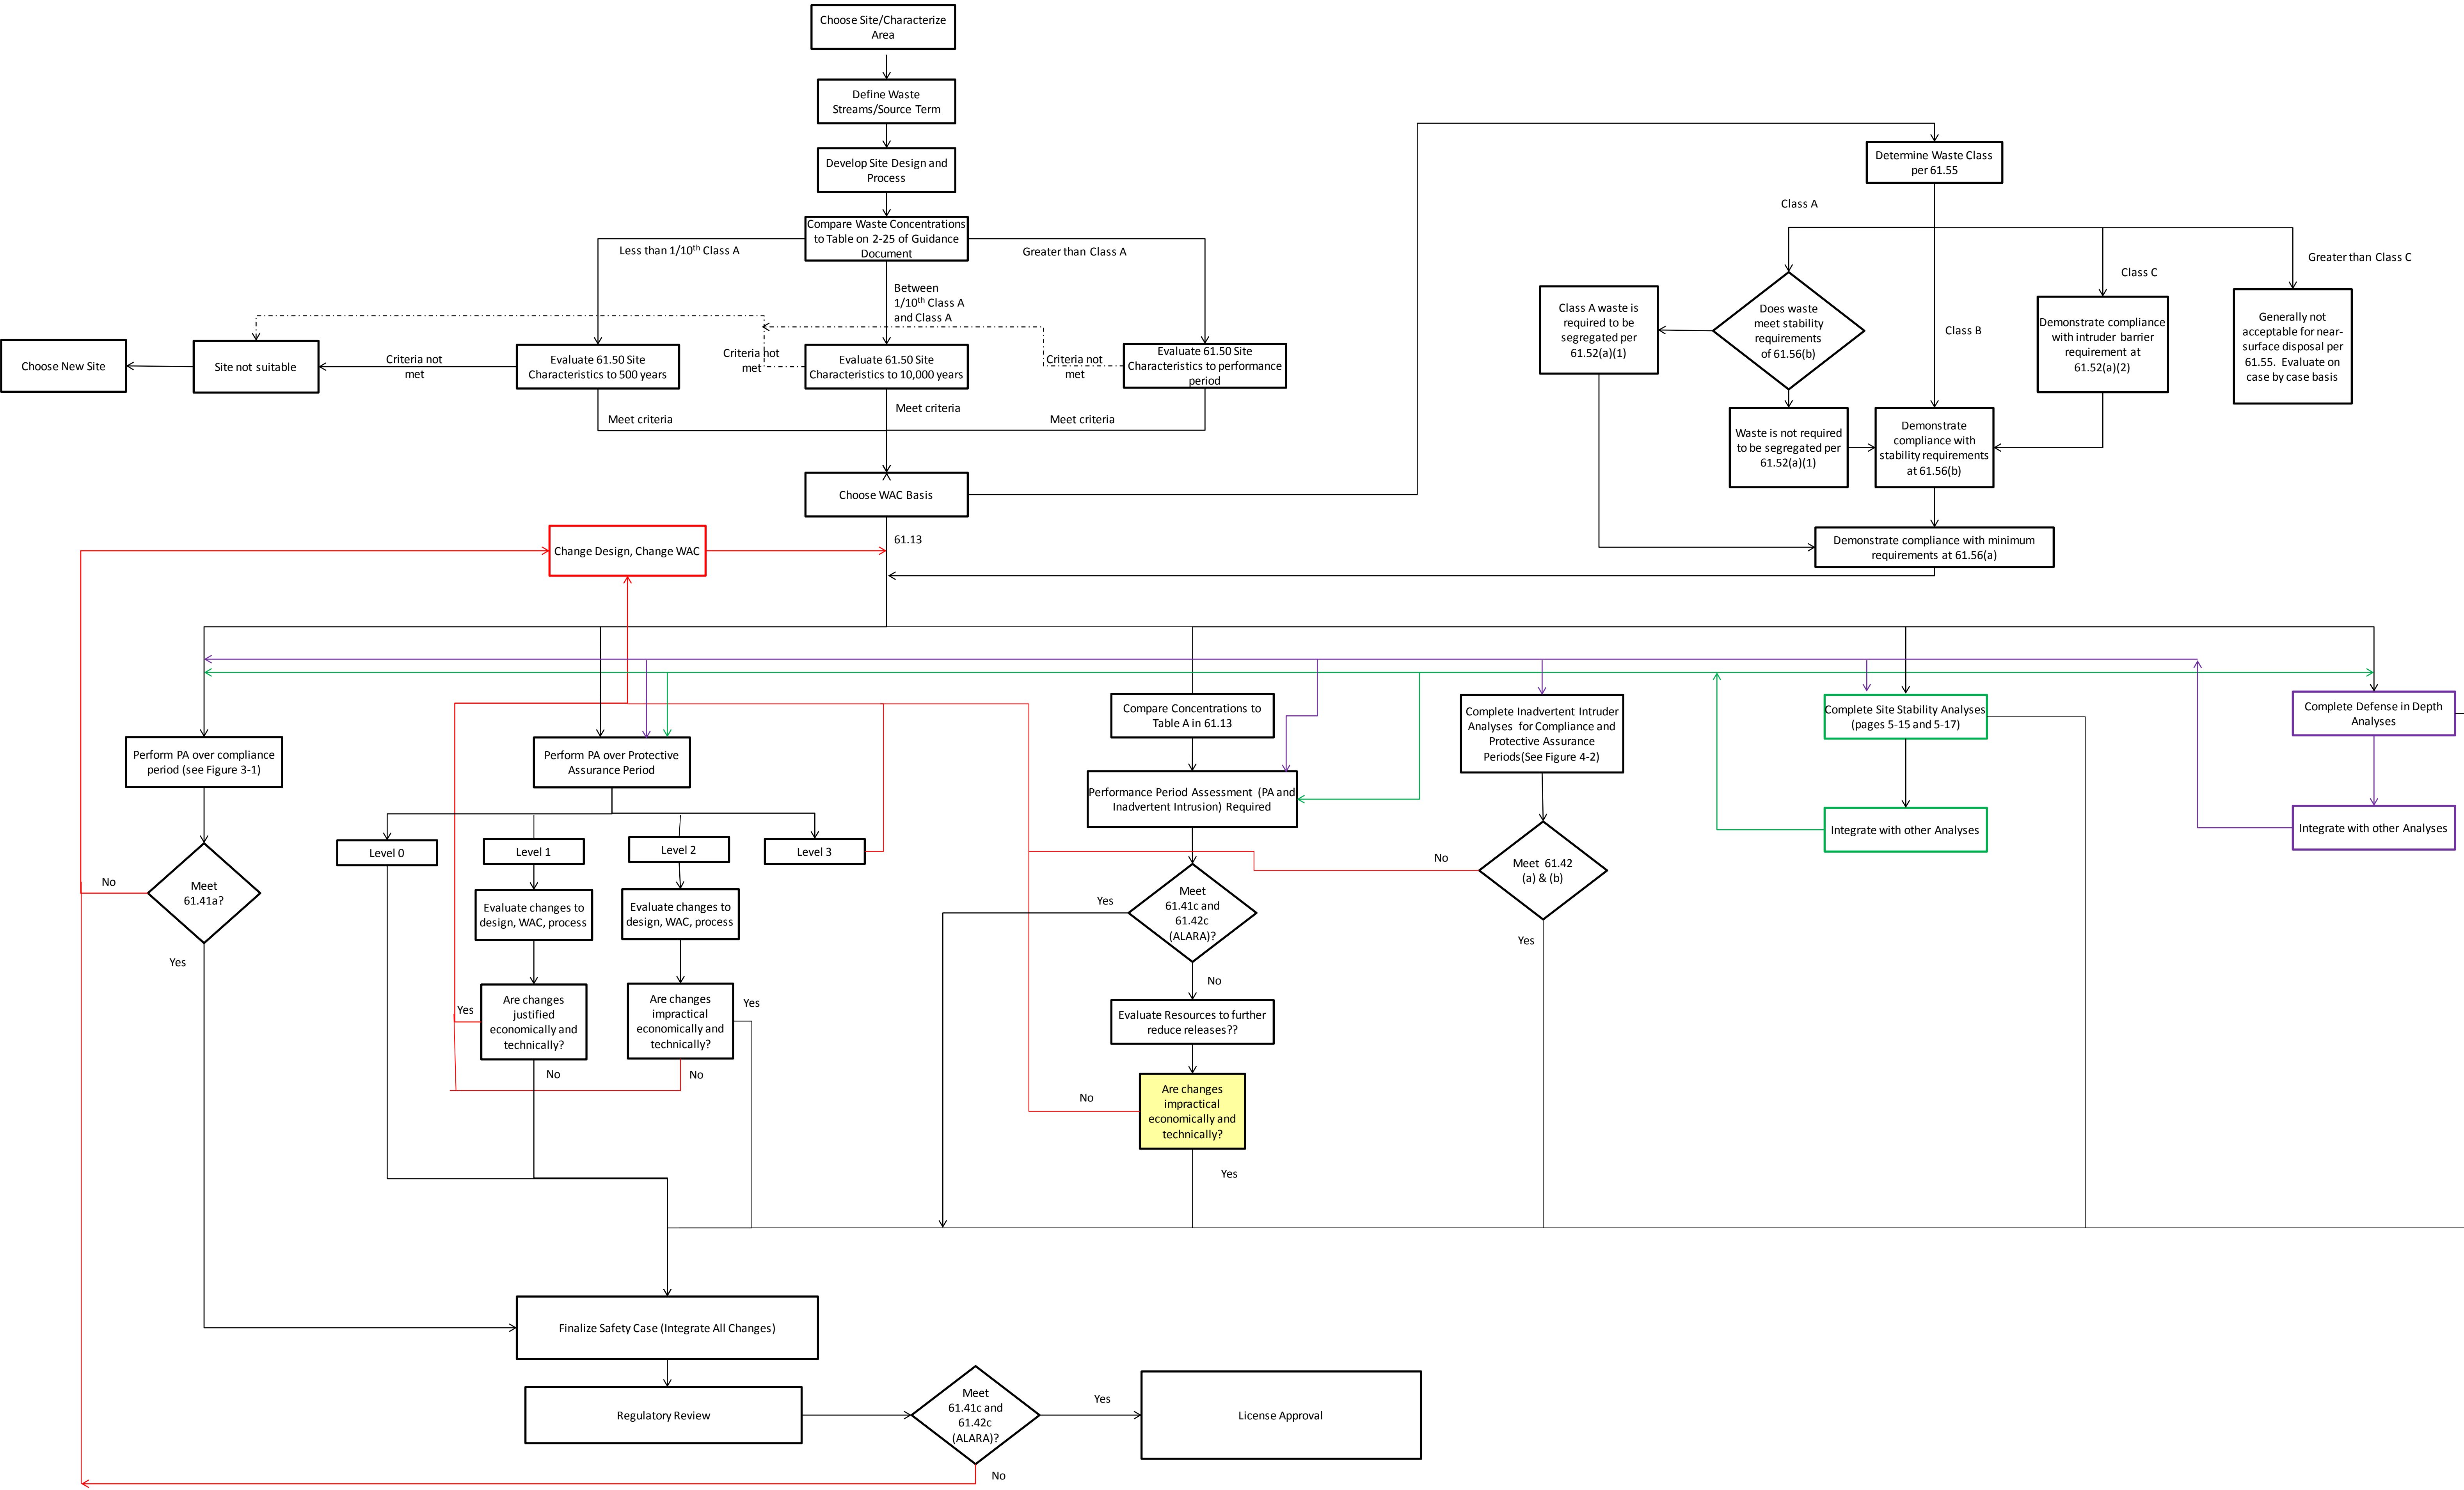 Choose Site/Characterize
Area
Define Waste
Streams/Source Term
Develop Site Design and
Process
Compare Waste Concentrations
to Table on 2-25 of Guidance
Document
Less than 1/10th Class A
Greater than Class A
Between
1/10th Class A
and Class A
Choose New Site
Site not suitable
Criteria not
met
Evaluate 61.50 Site
Characteristics to 500 years
Criteria not
met
Evaluate 61.50 Site
Characteristics to 10,000 years
Criteria not
met
Evaluate 61.50 Site
Characteristics to performance
period
Meet criteria
Meet criteria
Meet criteria
Choose WAC Basis
61.13
Change Design, Change WAC
Determine Waste Class
per 61.55
Class A
Class B
Class C
Greater than Class C
Class A waste is
required to be
segregated per
61.52(a)(1)
Does waste
meet stability
requirements
of 61.56(b)
Demonstrate compliance
with intruder barrier
requirement at
61.52(a)(2)
Generally not
acceptable for near-
surface disposal per
61.55.  Evaluate on
case by case basis
Waste is not required
to be segregated per
61.52(a)(1)
Demonstrate
compliance with
stability requirements
at 61.56(b)
Demonstrate compliance with minimum
requirements at 61.56(a)
Perform PA over compliance
period (see Figure 3-1)
Perform PA over Protective
Assurance Period
Compare Concentrations to
Table A in 61.13
Complete Inadvertent Intruder
Analyses  for Compliance and
Protective Assurance
Periods(See Figure 4-2)
Complete Site Stability Analyses
(pages 5-15 and 5-17)
Complete Defense in Depth
Analyses
Performance Period Assessment  (PA and
Inadvertent Intrusion) Required
Integrate with other Analyses
Integrate with other Analyses
Level 0
Level 1
Level 2
Level 3
No
Meet
61.41a?
Yes
Evaluate changes to
design, WAC, process
Evaluate changes to
design, WAC, process
Yes
Meet
61.41c and
61.42c
(ALARA)?
No
No
Meet  61.42
(a) & (b)
Yes
Yes
Are changes
justified
economically and
technically?
No
Are changes
impractical
economically and
technically?
Yes
No
Evaluate Resources to further
reduce releases??
No
Are changes
impractical
economically and
technically?
Yes
Finalize Safety Case (Integrate All Changes)
Regulatory Review
Meet
61.41c and
61.42c
(ALARA)?
Yes
No
License Approval